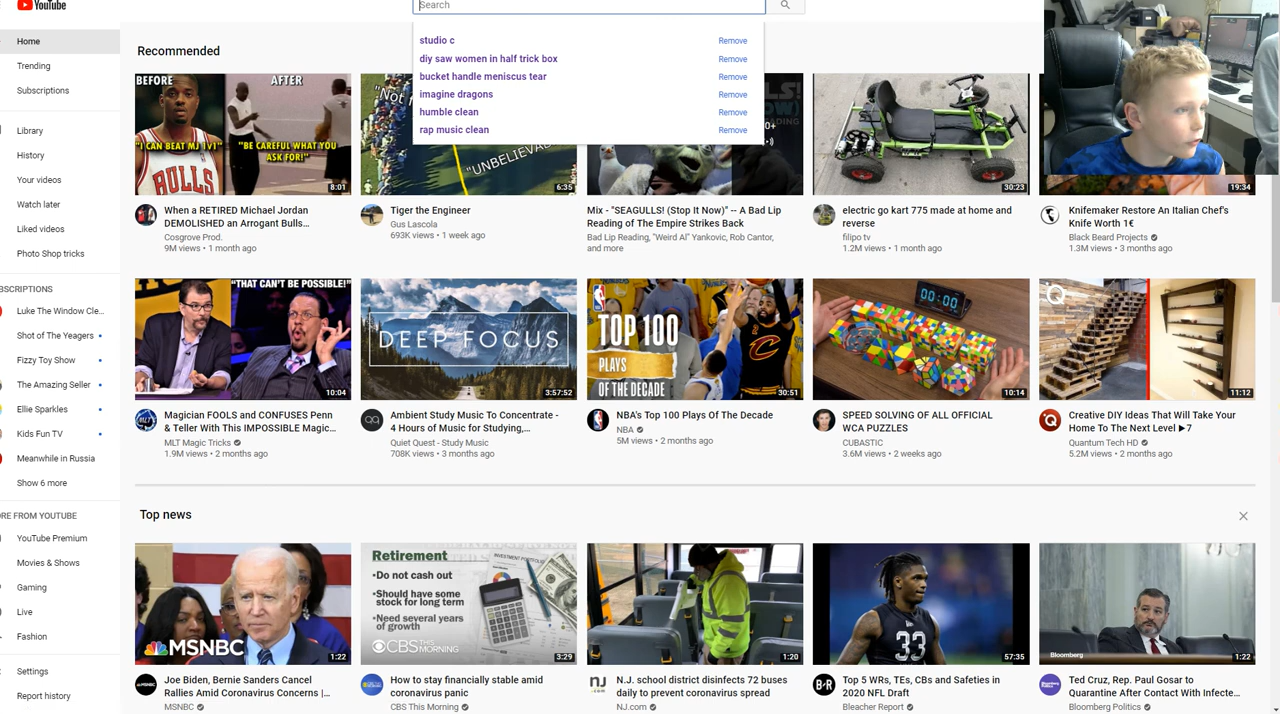 YouTube
Search
studio c Remove
diy saw women in half trick box Remove
bucket handle meniscus tear Remove
imagine dragons Remove
humble clean Remove
rap music clean Remove
Home
Trending
Subscriptions
Library
History
Your videos
Watch later
Liked videos
Photo Shop tricks
BSCRIPTIONS
Luke The Window Cle...
Shot of The Yeagers
Fizzy Toy Show
The Amazing Seller
Ellie Sparkles
Kids Fun TV
Meanwhile in Russia
Show 6 more
RE FROM YOUTUBE
YouTube Premium
Movies & Shows
Gaming
Live
Fashion
Settings
Report history
Recommended
BEFORE AFTER
"I CAN BEAT MJ 1V1" "BE CAREFUL WHAT YOU ASK FOR!"
BULLS
8:01
When a RETIRED Michael Jordan
DEMOLISHED an Arrogant Bulls...
Cosgrove Prod.
9M views • 1 month ago
"UNBELIEVA
6:35
Tiger the Engineer
Gus Lascola
693K views • 1 week ago
Mix - "SEAGULLS! (Stop It Now)" -- A Bad Lip
Reading of The Empire Strikes Back
Bad Lip Reading, "Weird Al" Yankovic, Rob Cantor,
and more
30:23
electric go kart 775 made at home and
reverse
filipo tv
1.2M views • 1 month ago
19:34
Knifemaker Restore An Italian Chef's
Knife Worth 1€
Black Beard Projects
1.3M views • 3 months ago
"THAT CAN'T BE POSSIBLE!"
10:04
Magician FOOLS and CONFUSES Penn
& Teller With This IMPOSSIBLE Magic...
MLT Magic Tricks
1.9M views • 2 months ago
DEEP FOCUS
3:57:52
Ambient Study Music To Concentrate -
4 Hours of Music for Studying,...
Quiet Quest - Study Music
708K views • 3 months ago
NBA
TOP 100
PLAYS
OF THE DECADE
30:51
NBA's Top 100 Plays Of The Decade
NBA
5M views • 2 months ago
00:00
10:14
SPEED SOLVING OF ALL OFFICIAL
WCA PUZZLES
CUBASTIC
3.6M views • 2 weeks ago
11:12
Creative DIY Ideas That Will Take Your
Home To The Next Level ▶7
Quantum Tech HD
5.2M views • 2 months ago
Top news
MSNBC
1:22
Joe Biden, Bernie Sanders Cancel
Rallies Amid Coronavirus Concerns |...
MSNBC
Retirement
•Do not cash out
•Should have some
stock for long term
•Need several years
of growth
CBS THIS MORNING
3:29
How to stay financially stable amid
coronavirus panic
CBS This Morning
1:20
N.J. school district disinfects 72 buses
daily to prevent coronavirus spread
NJ.com
33
57:35
Top 5 WRs, TEs, CBs and Safeties in
2020 NFL Draft
Bleacher Report
Bloomberg
1:22
Ted Cruz, Rep. Paul Gosar to
Quarantine After Contact With Infecte...
Bloomberg Politics